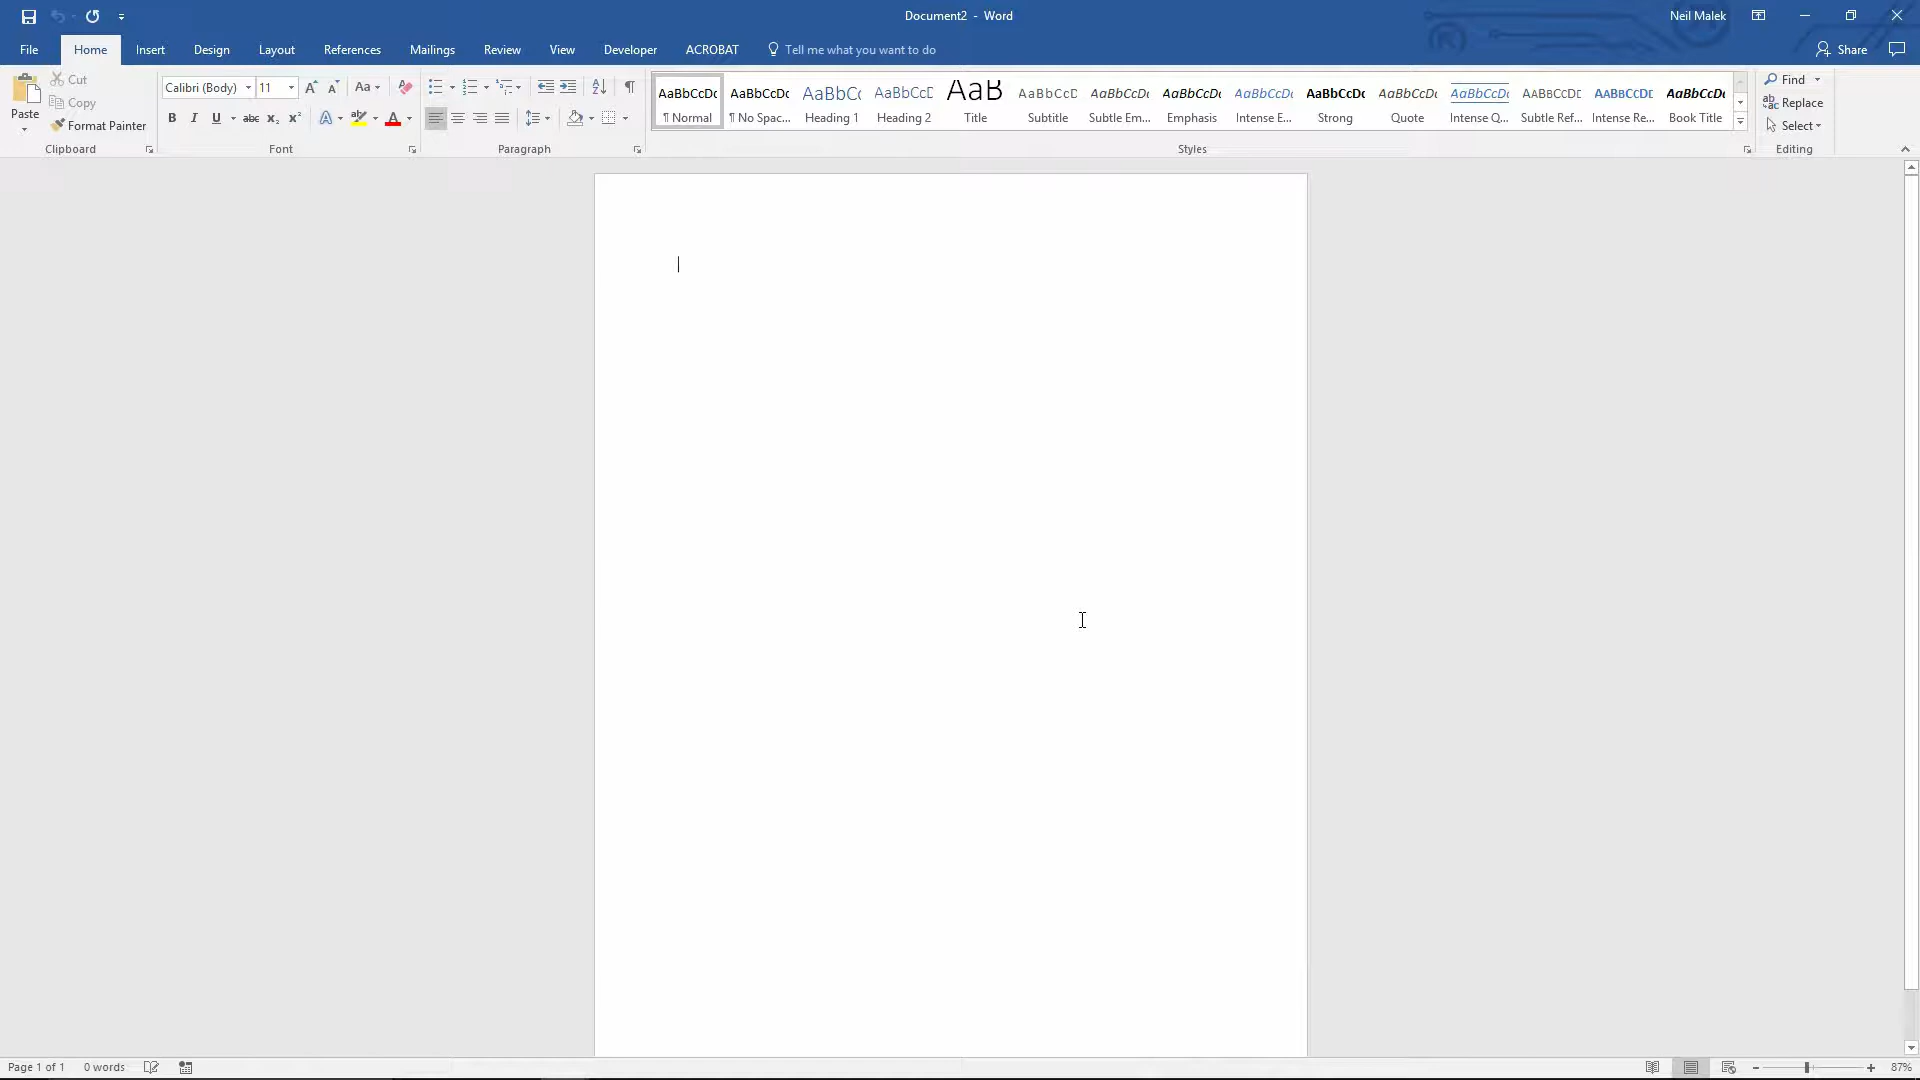 Document2 - Word
Neil Malek
File Home Insert Design Layout References Mailings Review View Developer ACROBAT Tell me what you want to do Share
Paste
Cut
Copy
Format Painter
Clipboard
Calibri (Body) 11
Font
Paragraph
AaBbCcDc AaBbCcDc AaBbCc AaBbCcD AaB AaBbCcD AaBbCcDc AaBbCcDc AaBbCcDc AaBbCcDc AaBbCcDc AaBbCcDc AaBbCcDc AaBbCcDc AaBbCcDc
¶ Normal ¶ No Spac... Heading 1 Heading 2 Title Subtitle Subtle Em... Emphasis Intense E... Strong Quote Intense Q... Subtle Ref... Intense Re... Book Title
Styles
Find
Replace
Select
Editing
Page 1 of 1 0 words
87%